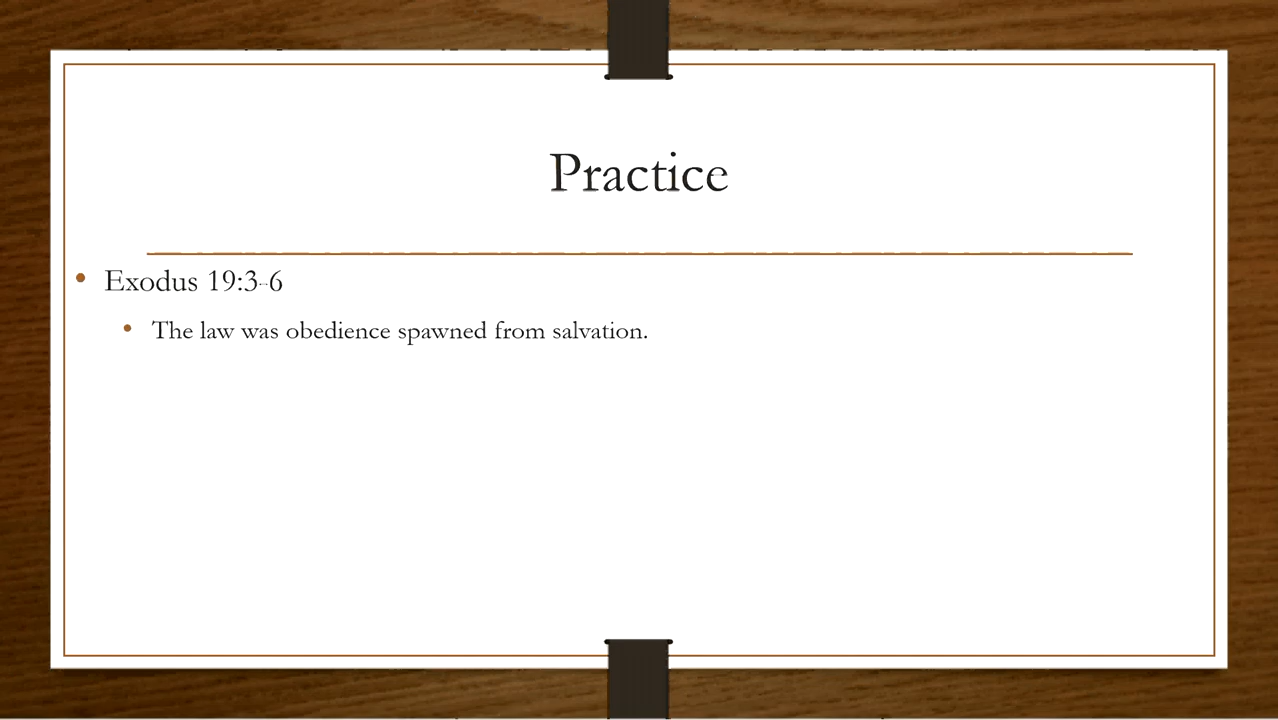 Practice
Exodus 19:3-6
The law was obedience spawned from salvation.